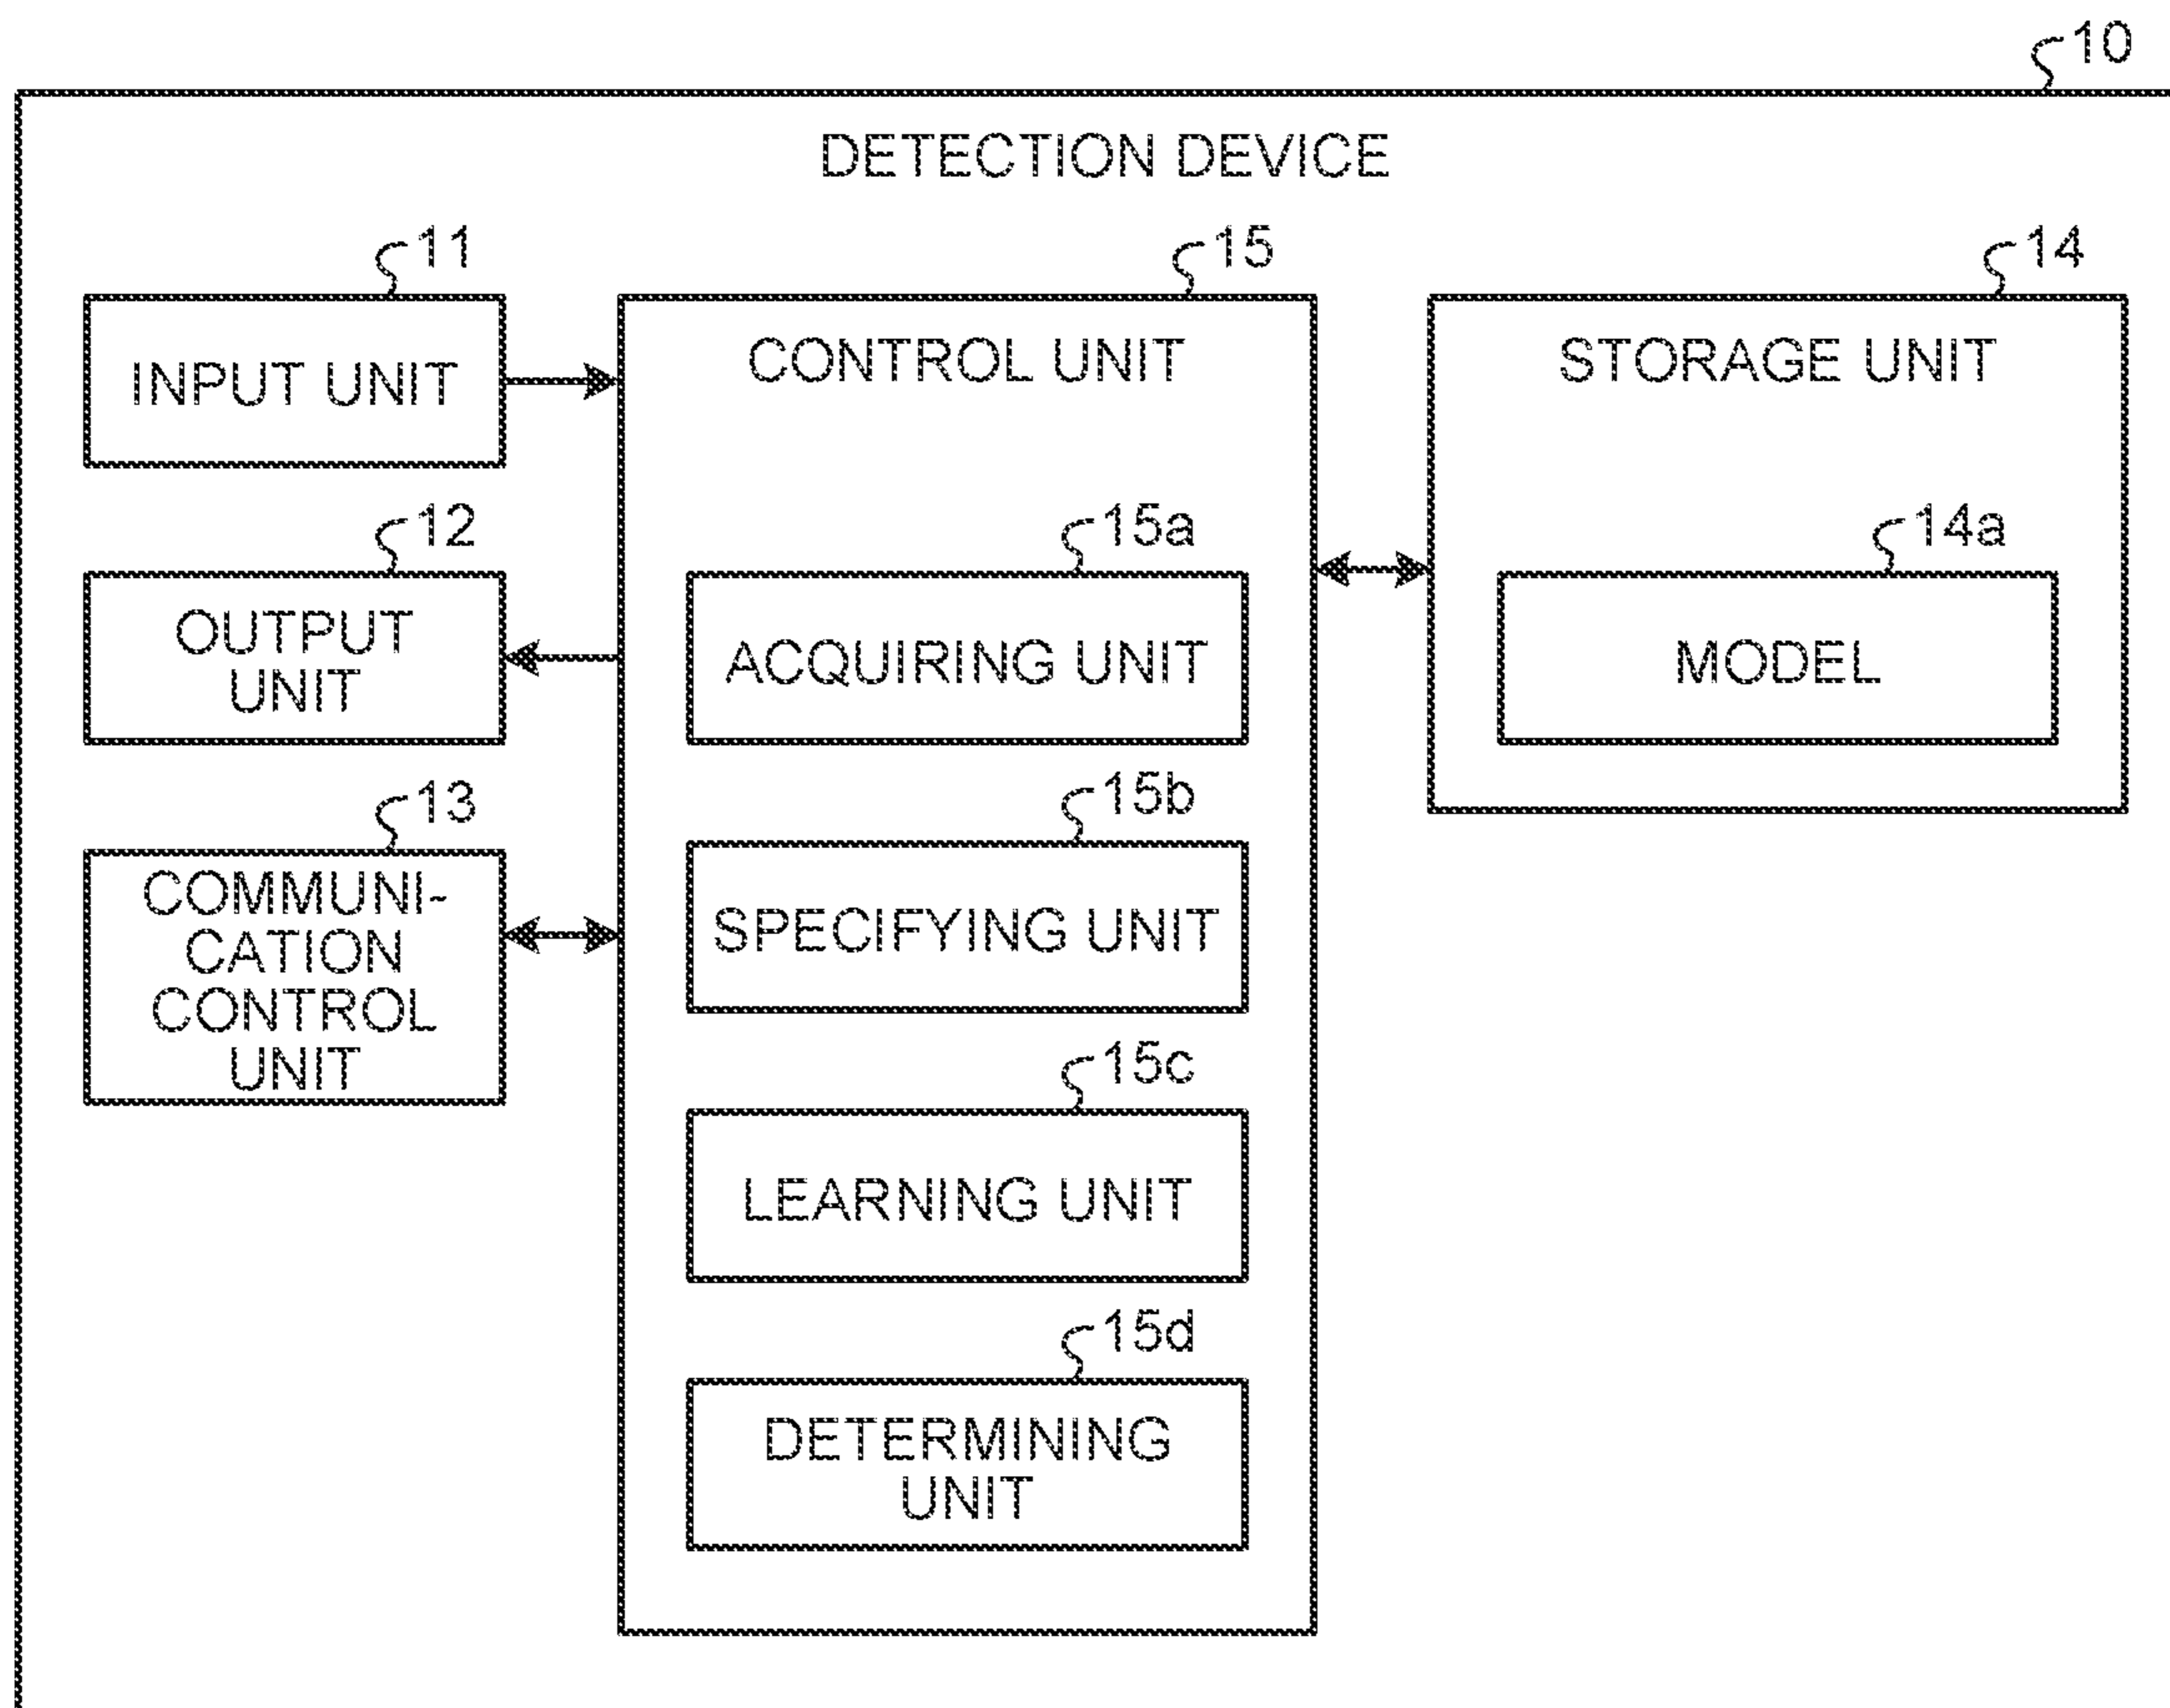 10
DETECTION DEVICE
11
INPUT UNIT
12
OUTPUT
UNIT
13
COMMUNI-
CATION
CONTROL
UNIT
15
CONTROL UNIT
15a
ACQUIRING UNIT
15b
SPECIFYING UNIT
15c
LEARNING UNIT
15d
DETERMINING
UNIT
14
STORAGE UNIT
14a
MODEL